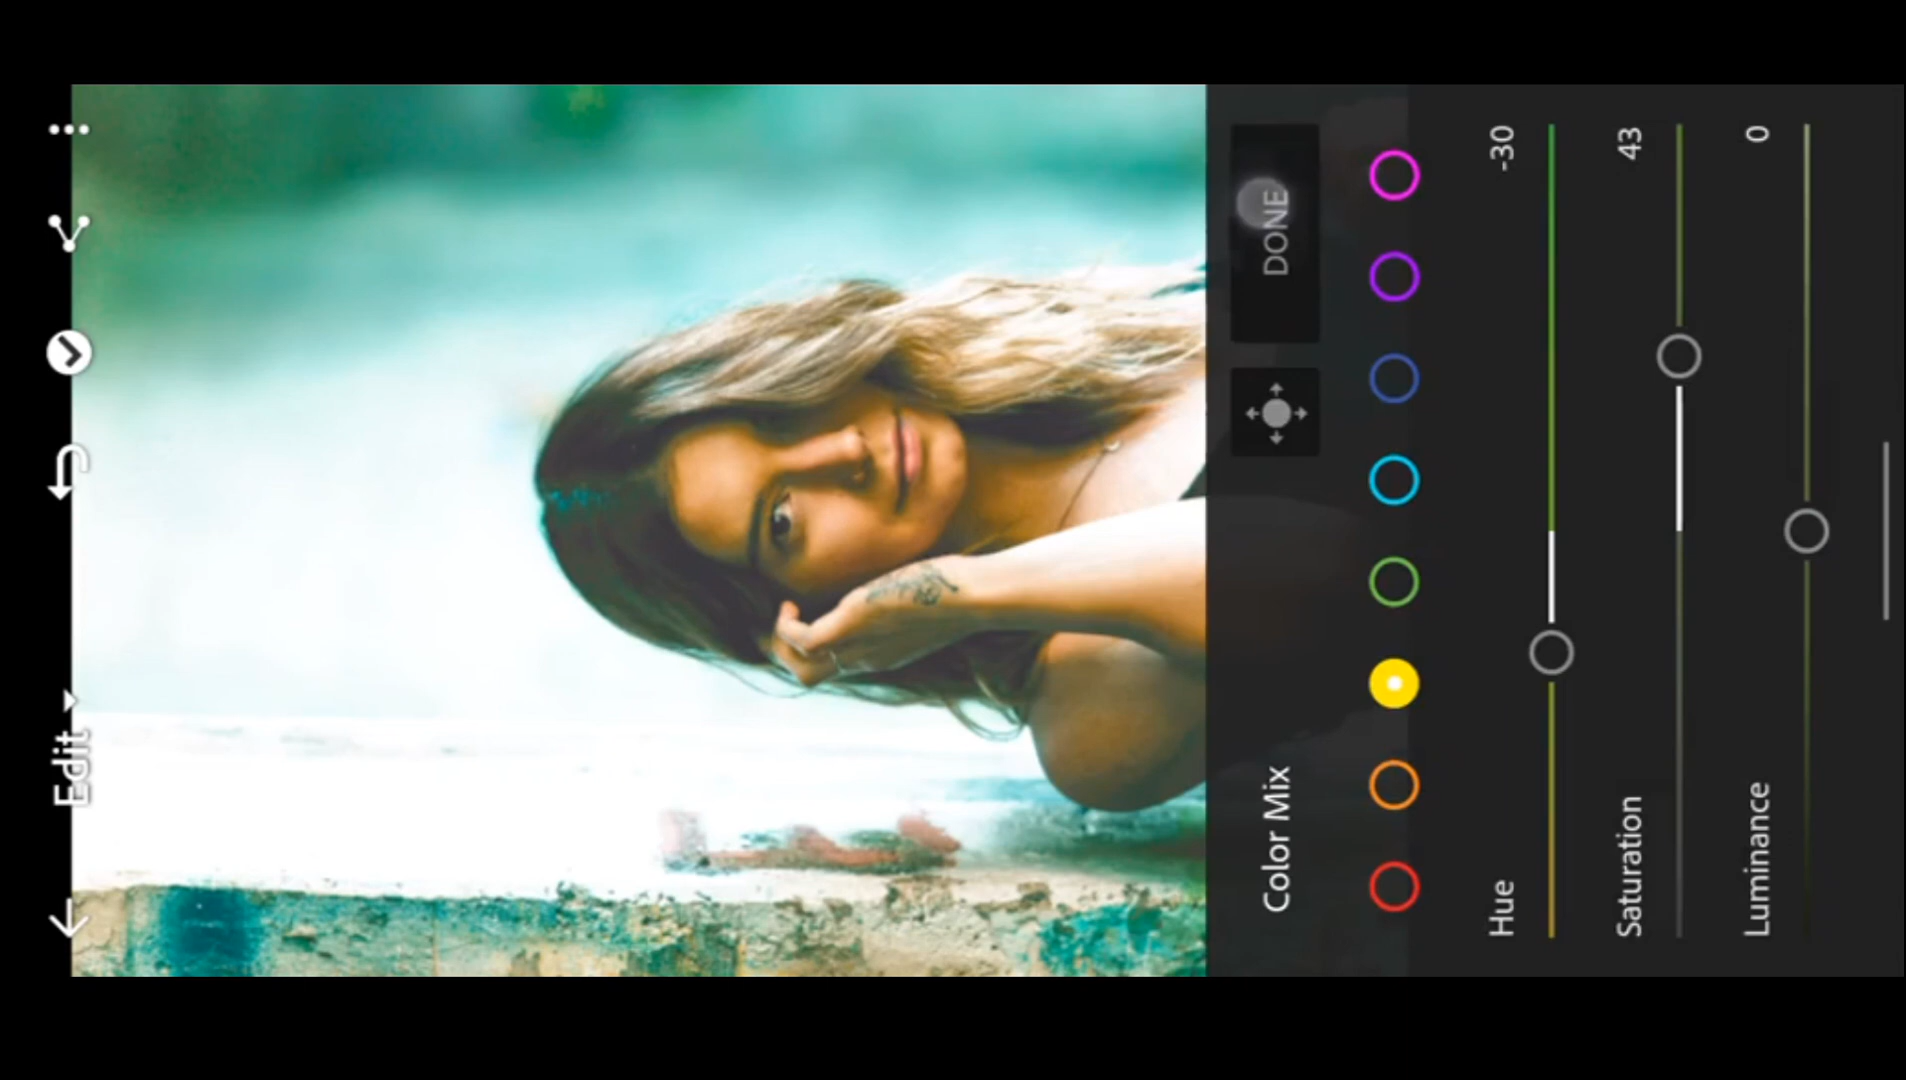 Edit
Color Mix
DONE
Hue
-30
Saturation
43
Luminance
0